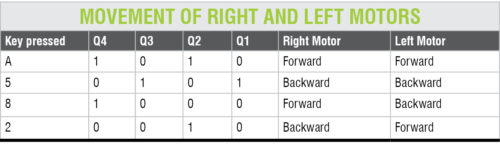 MOVEMENT OF RIGHT AND LEFT MOTORS
Key pressed Q4 Q3 Q2 Q1 Right Motor Left Motor
A 1 0 1 0 Forward Forward
5 0 1 0 1 Backward Backward
8 1 0 0 0 Forward Backward
2 0 0 1 0 Backward Forward